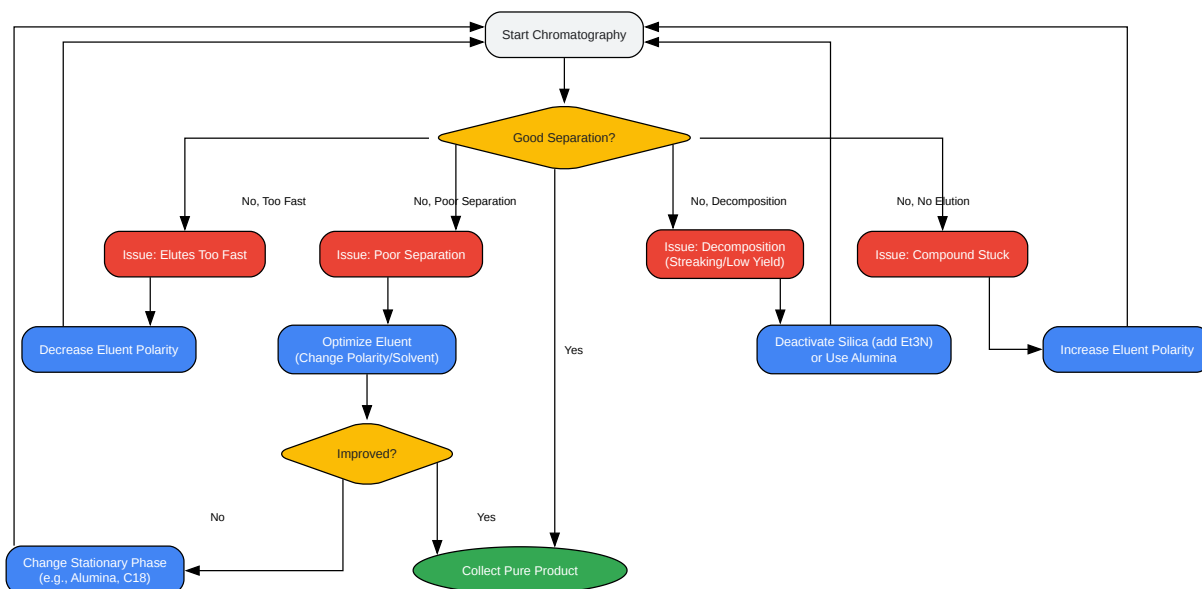 Start Chromatography
Good Separation?
No, Too Fast
No, Poor Separation
No, Decomposition
No, No Elution
Issue: Elutes Too Fast
Issue: Poor Separation
Issue: Decomposition
(Streaking/Low Yield)
Issue: Compound Stuck
Decrease Eluent Polarity
Optimize Eluent
(Change Polarity/Solvent)
Yes
Deactivate Silica (add Et3N)
or Use Alumina
Increase Eluent Polarity
Improved?
No
Yes
Change Stationary Phase
(e.g., Alumina, C18)
Collect Pure Product